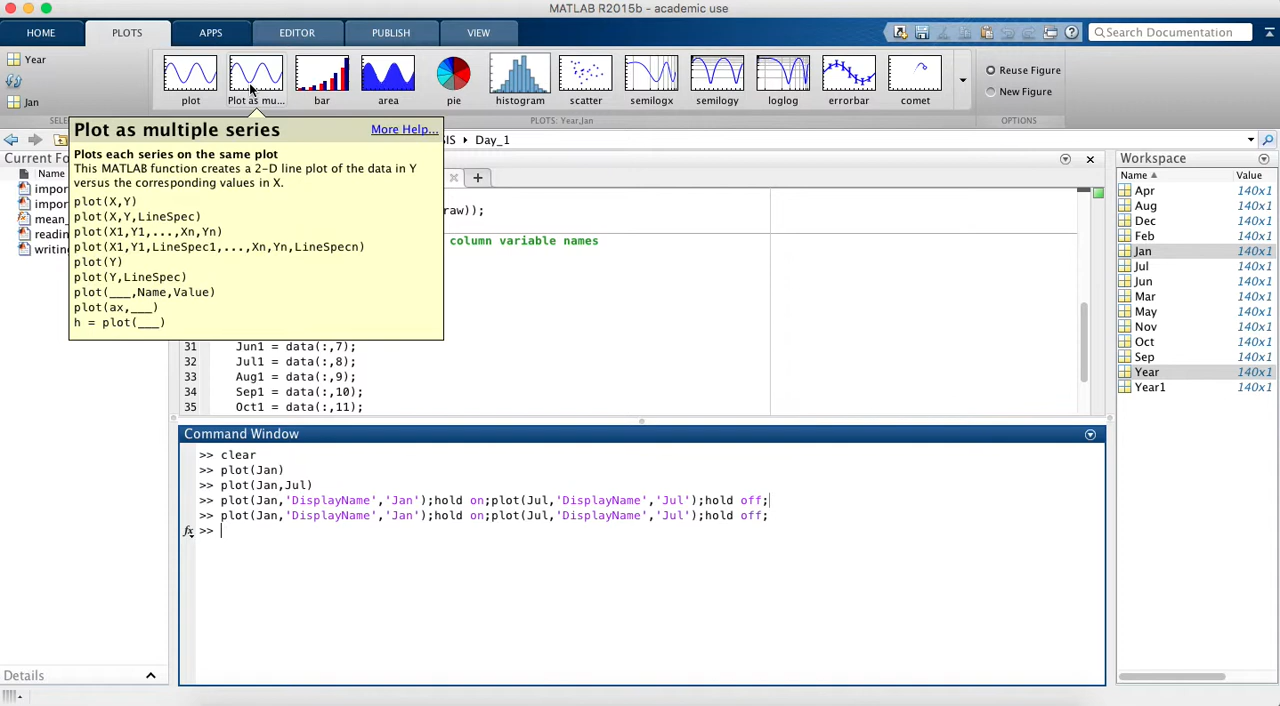 MATLAB R2015b - academic use
HOME
PLOTS
APPS
EDITOR
PUBLISH
VIEW
Search Documentation
Year
Jan
plot
Plot as mu...
bar
area
pie
histogram
scatter
semilogx
semilogy
loglog
errorbar
comet
Reuse Figure
New Figure
PLOTS: Year,Jan
OPTIONS
Day_1
Plot as multiple series
More Help...
Plots each series on the same plot
This MATLAB function creates a 2-D line plot of the data in Y
versus the corresponding values in X.
plot(X,Y)
plot(X,Y,LineSpec)
plot(X1,Y1,...,Xn,Yn)
plot(X1,Y1,LineSpec1,...,Xn,Yn,LineSpecn)
plot(Y)
plot(Y,LineSpec)
plot(___,Name,Value)
plot(ax,___)
h = plot(___)
Current Fo
Name
impor
impor
mean_
readin
writin
Details
raw));
column variable names
31 Jun1 = data(:,7);
32 Jul1 = data(:,8);
33 Aug1 = data(:,9);
34 Sep1 = data(:,10);
35 Oct1 = data(:,11);
Command Window
>> clear
>> plot(Jan)
>> plot(Jan,Jul)
>> plot(Jan,'DisplayName','Jan');hold on;plot(Jul,'DisplayName','Jul');hold off;
>> plot(Jan,'DisplayName','Jan');hold on;plot(Jul,'DisplayName','Jul');hold off;
fx >>
Workspace
Name Value
Apr 140x1
Aug 140x1
Dec 140x1
Feb 140x1
Jan 140x1
Jul 140x1
Jun 140x1
Mar 140x1
May 140x1
Nov 140x1
Oct 140x1
Sep 140x1
Year 140x1
Year1 140x1